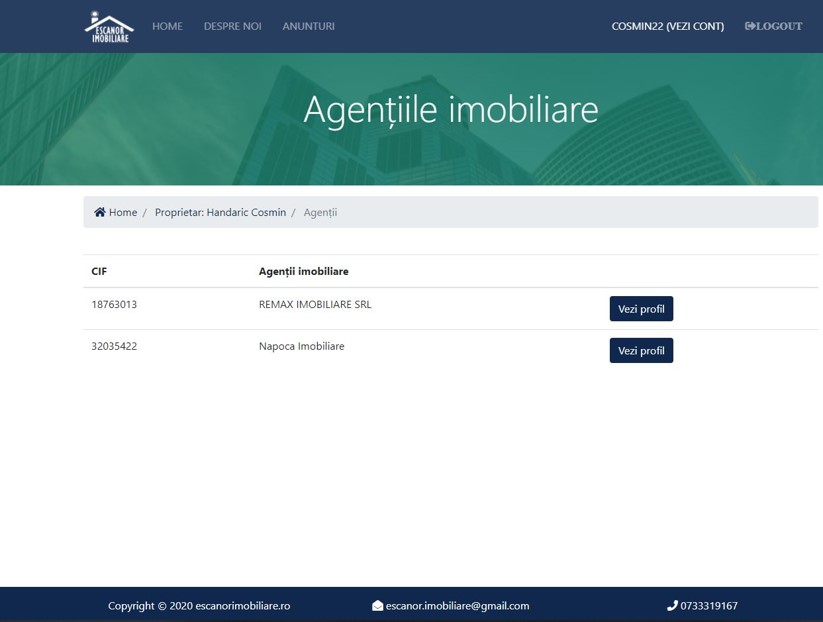 ESCANOR
IMOBILIARE
HOME DESPRE NOI ANUNTURI COSMIN22 (VEZI CONT) LOGOUT
Agențiile imobiliare
Home / Proprietar: Handaric Cosmin / Agenții
CIF Agenții imobiliare
18763013 REMAX IMOBILIARE SRL Vezi profil
32035422 Napoca Imobiliare Vezi profil
Copyright © 2020 escanorimobiliare.ro escanor.imobiliare@gmail.com 0733319167